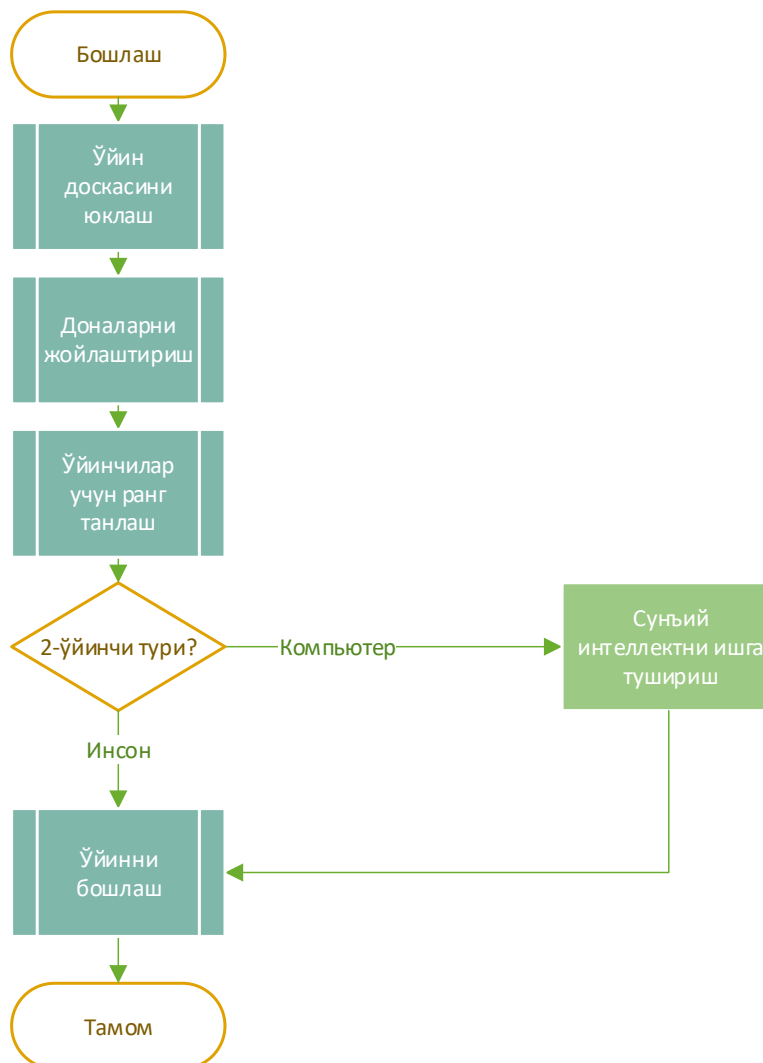 Бошлаш
Ўйин
доскасини
юклаш
Доналарни
жойлаштириш
Ўйинчилар
учун ранг
танлаш
2-ўйинчи тури?
Компьютер
Сунъий
интеллектни ишга
тушириш
Инсон
Ўйинни
бошлаш
Тамом